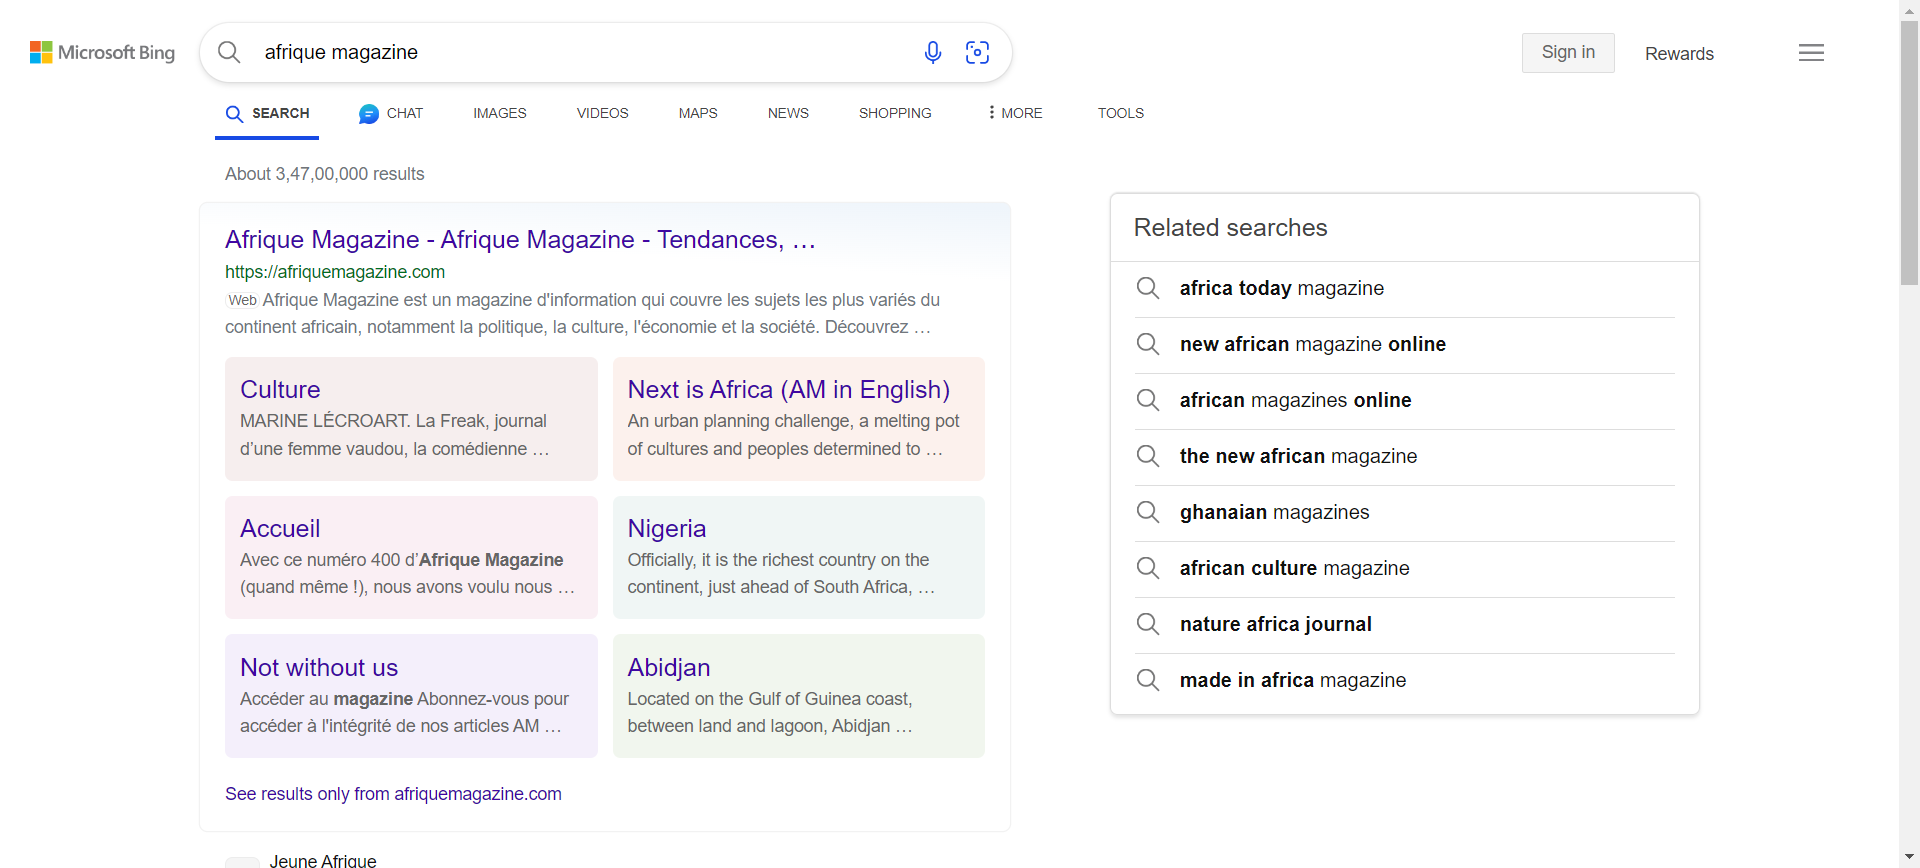 Microsoft Bing
afrique magazine
Sign in
Rewards
SEARCH
CHAT
IMAGES
VIDEOS
MAPS
NEWS
SHOPPING
MORE
TOOLS
About 3,47,00,000 results
Afrique Magazine - Afrique Magazine - Tendances, …
https://afriquemagazine.com
Web Afrique Magazine est un magazine d'information qui couvre les sujets les plus variés du
continent africain, notamment la politique, la culture, l'économie et la société. Découvrez …
Culture
MARINE LÉCROART. La Freak, journal
d’une femme vaudou, la comédienne …
Next is Africa (AM in English)
An urban planning challenge, a melting pot
of cultures and peoples determined to …
Accueil
Avec ce numéro 400 d’Afrique Magazine
(quand même !), nous avons voulu nous …
Nigeria
Officially, it is the richest country on the
continent, just ahead of South Africa, …
Not without us
Accéder au magazine Abonnez-vous pour
accéder à l'intégrité de nos articles AM …
Abidjan
Located on the Gulf of Guinea coast,
between land and lagoon, Abidjan …
See results only from afriquemagazine.com
Jeune Afrique
Related searches
africa today magazine
new african magazine online
african magazines online
the new african magazine
ghanaian magazines
african culture magazine
nature africa journal
made in africa magazine